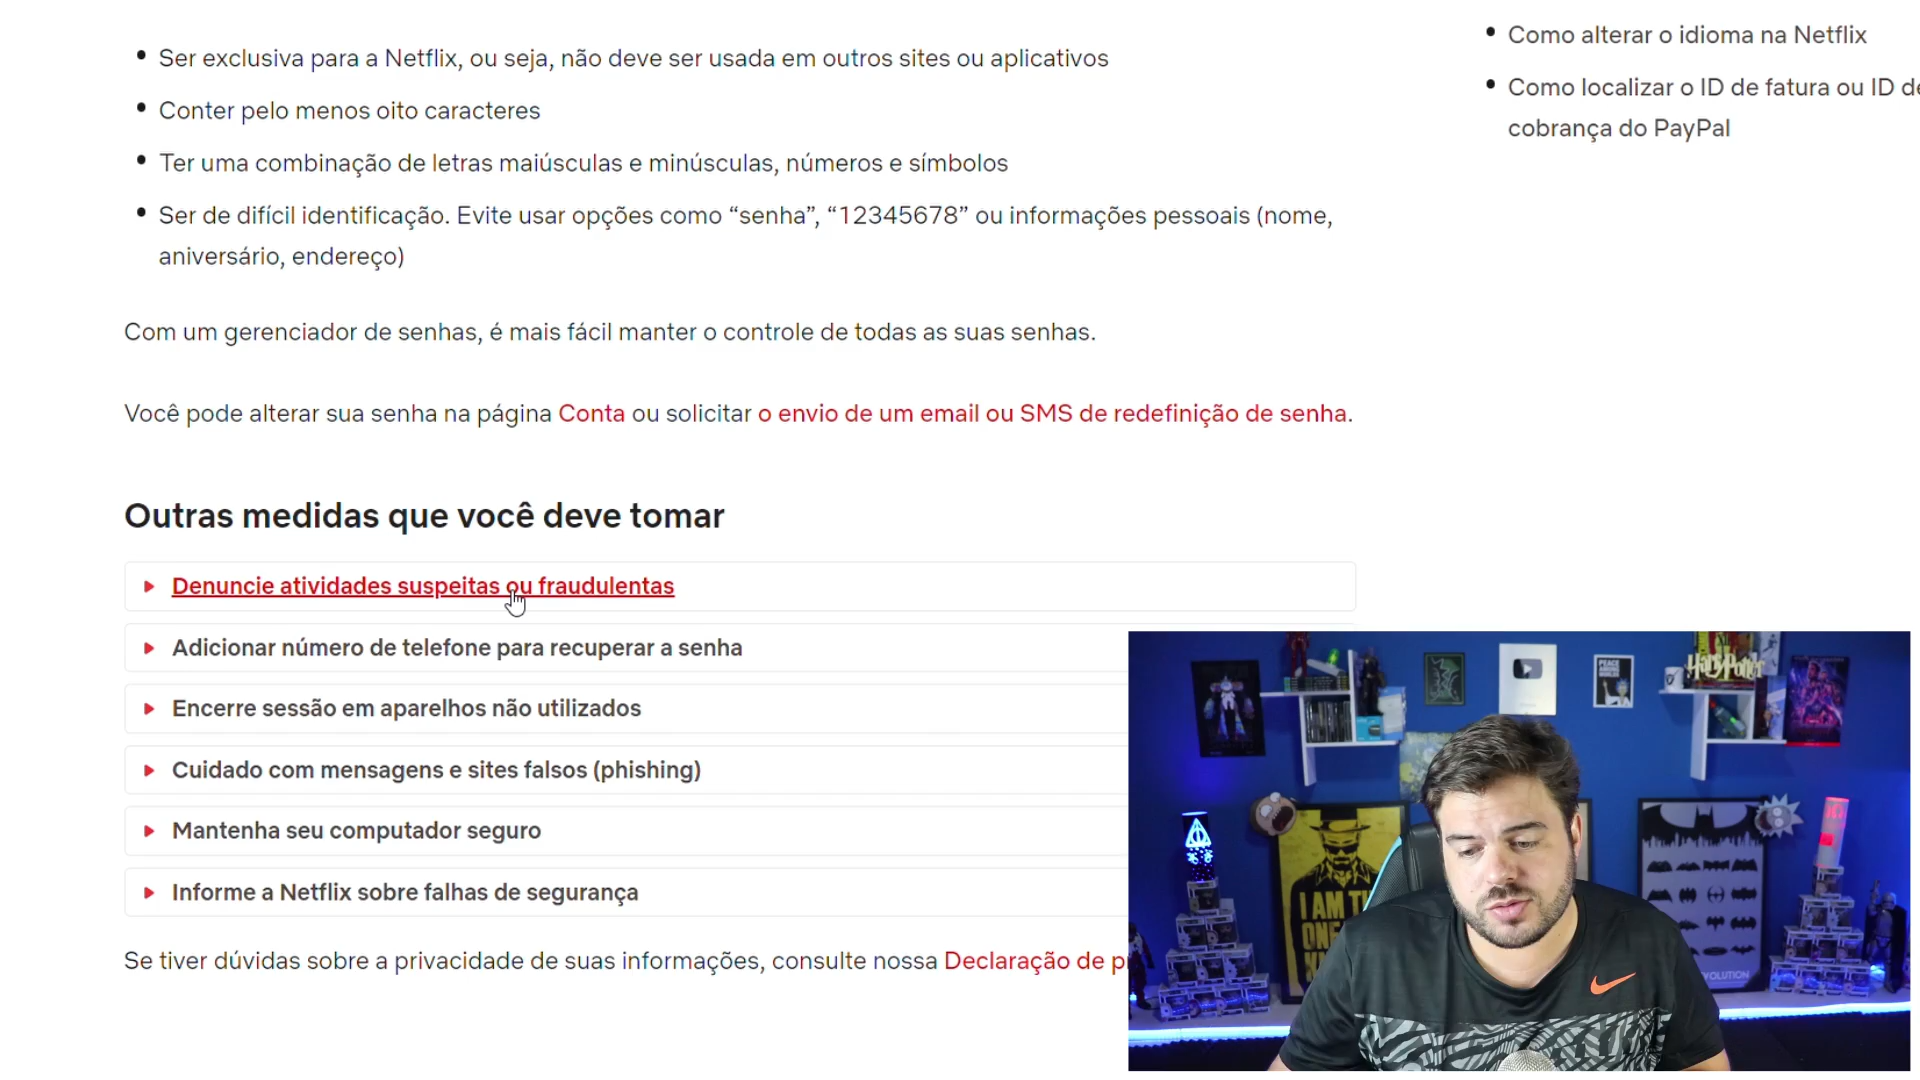 Ser exclusiva para a Netflix, ou seja, não deve ser usada em outros sites ou aplicativos
Conter pelo menos oito caracteres
Ter uma combinação de letras maiúsculas e minúsculas, números e símbolos
Ser de difícil identificação. Evite usar opções como “senha”, “12345678” ou informações pessoais (nome,
aniversário, endereço)
Com um gerenciador de senhas, é mais fácil manter o controle de todas as suas senhas.
Você pode alterar sua senha na página Conta ou solicitar o envio de um email ou SMS de redefinição de senha.
Outras medidas que você deve tomar
Denuncie atividades suspeitas ou fraudulentas
Adicionar número de telefone para recuperar a senha
Encerre sessão em aparelhos não utilizados
Cuidado com mensagens e sites falsos (phishing)
Mantenha seu computador seguro
Informe a Netflix sobre falhas de segurança
Se tiver dúvidas sobre a privacidade de suas informações, consulte nossa Declaração de
Como alterar o idioma na Netflix
Como localizar o ID de fatura ou ID de
cobrança do PayPal
Harry Potter
PEACE
I AM
ONE